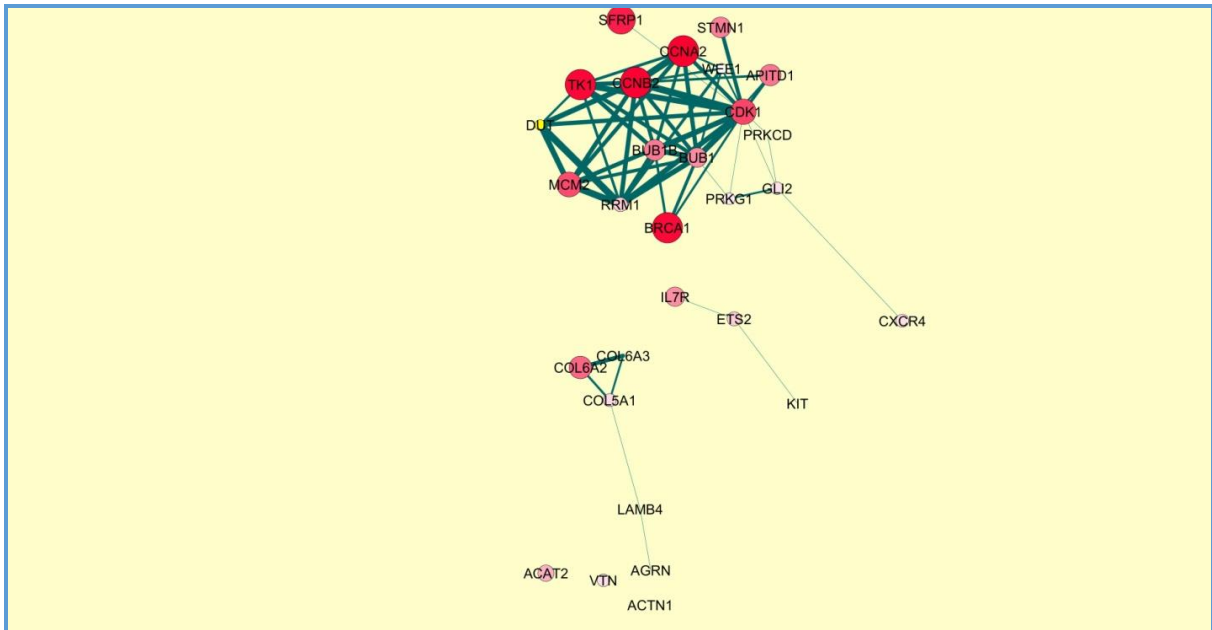 SFRP1
STMN1
CCNA2
WEE1
APITD1
TK1
CCNB2
CDK1
DUT
PRKCD
BUB1B
BUB1
MCM2
GLI2
PRKG1
RRM1
BRCA1
IL7R
ETS2
CXCR4
COL6A3
COL6A2
COL5A1
KIT
LAMB4
ACAT2
VTN
AGRN
ACTN1